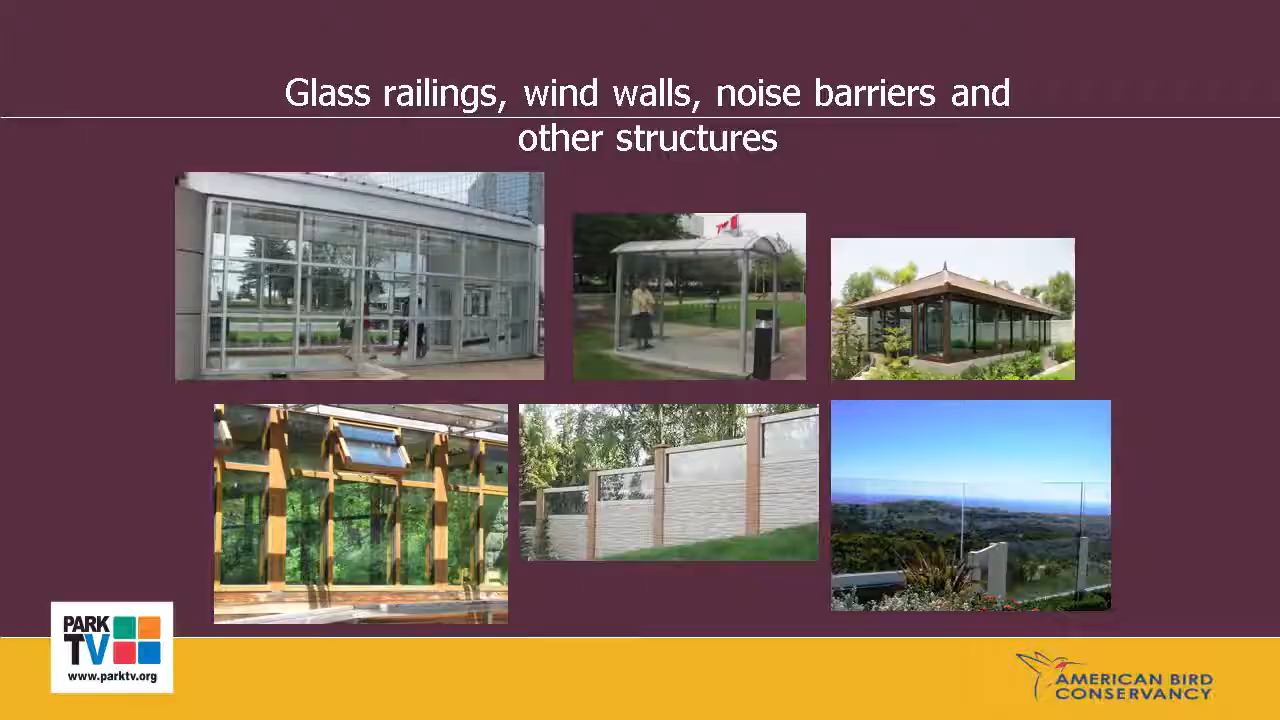 Glass railings, wind walls, noise barriers and
other structures
PARK
TV
www.parktv.org
AMERICAN BIRD
CONSERVANCY